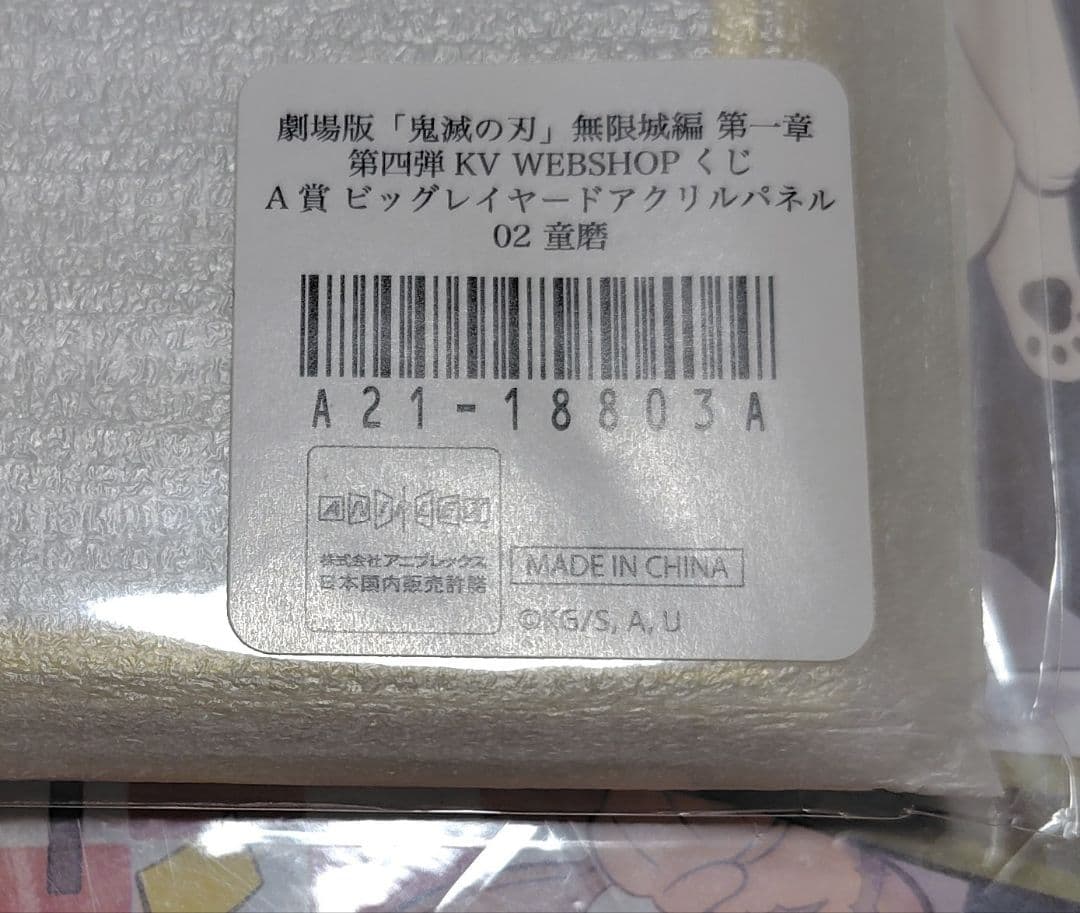 劇場版「鬼滅の刃」無限城編 第一章
第四弾 KV WEBSHOP くじ
A賞 ビッグレイヤードアクリルパネル
02 童磨
A21-18803A
ANIPLEX
株式会社アニプレックス
日本国内販売許諾
MADE IN CHINA
©KG/S, A, U